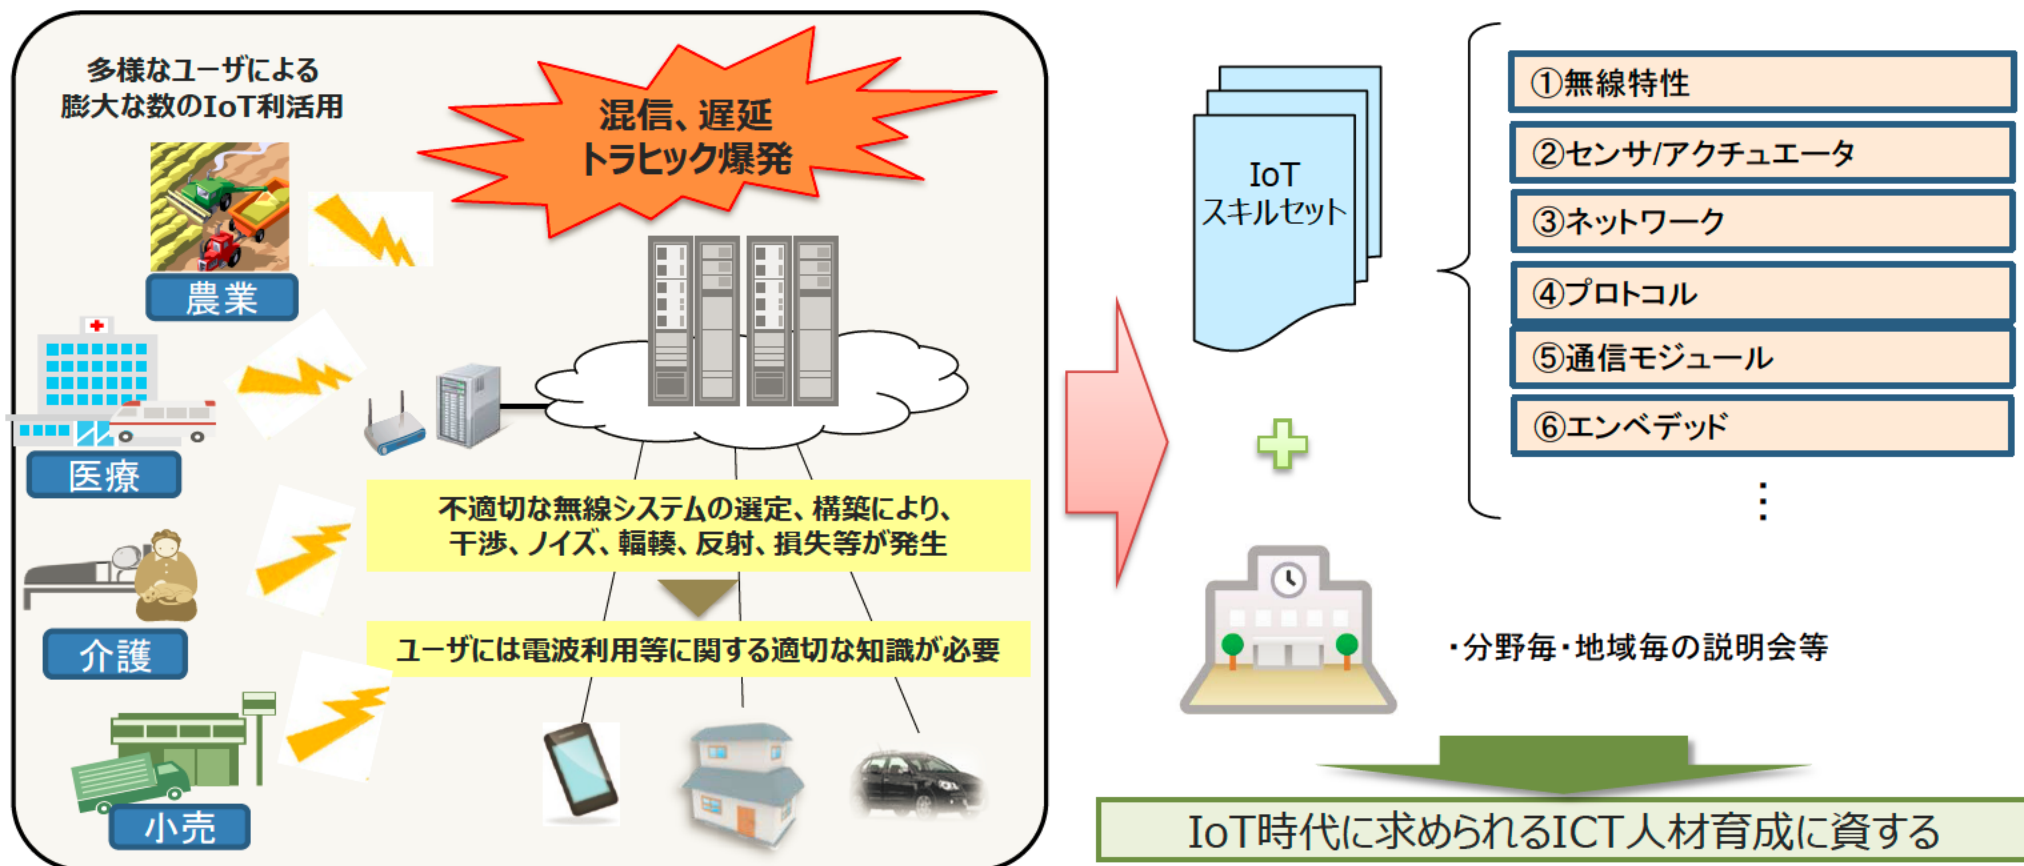 多様なユーザによる
膨大な数のIoT利活用
混信、遅延
トラヒック爆発
農業
医療
介護
小売
不適切な無線システムの選定、構築により、
干渉、ノイズ、輻輳、反射、損失等が発生
ユーザには電波利用等に関する適切な知識が必要
IoT
スキルセット
①無線特性
②センサ/アクチュエータ
③ネットワーク
④プロトコル
⑤通信モジュール
⑥エンベデッド
⋮
・分野毎・地域毎の説明会等
IoT時代に求められるICT人材育成に資する